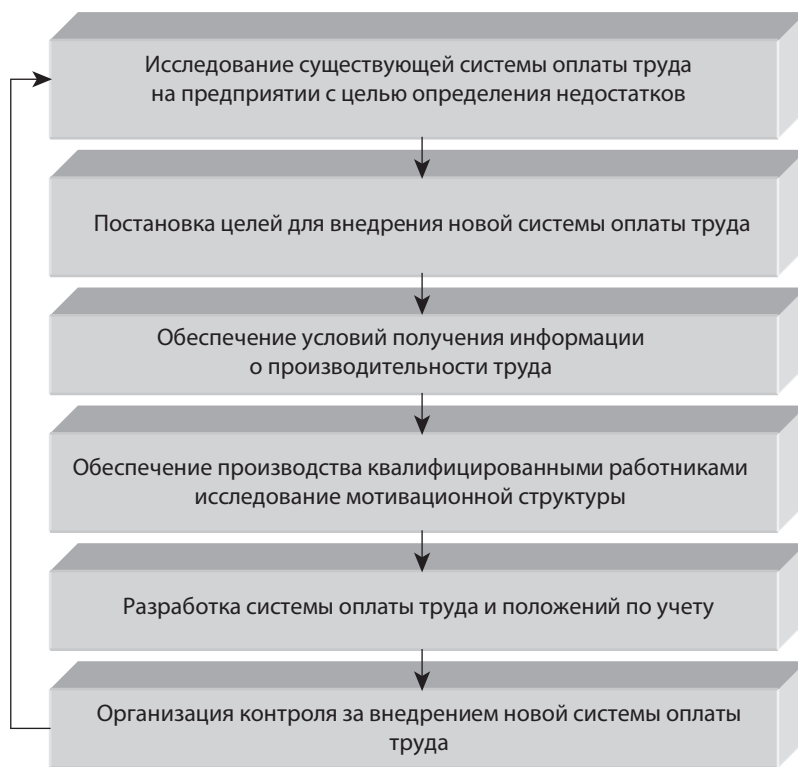 Исследование существующей системы оплаты труда
на предприятии с целью определения недостатков
Постановка целей для внедрения новой системы оплаты труда
Обеспечение условий получения информации
о производительности труда
Обеспечение производства квалифицированными работниками
исследование мотивационной структуры
Разработка системы оплаты труда и положений по учету
Организация контроля за внедрением новой системы оплаты
труда